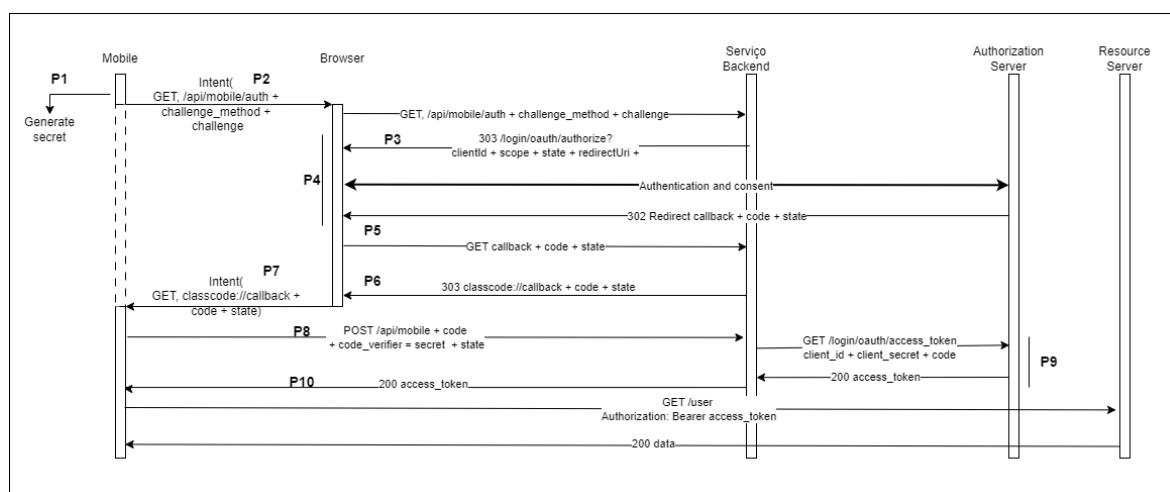 Mobile
Browser
Serviço
Backend
Authorization
Server
Resource
Server
P1
Generate
secret
P2
Intent(
GET, /api/mobile/auth +
challenge_method +
challenge
GET, /api/mobile/auth + challenge_method + challenge
P3
303 /login/oauth/authorize?
clientId + scope + state + redirectUri +
P4
Authentication and consent
302 Redirect callback + code + state
P5
GET callback + code + state
P6
303 classcode://callback + code + state
P7
Intent(
GET, classcode://callback +
code + state)
P8
POST /api/mobile + code
+ code_verifier = secret + state
GET /login/oauth/access_token
client_id + client_secret + code
P9
200 access_token
P10
200 access_token
GET /user
Authorization: Bearer access_token
200 data